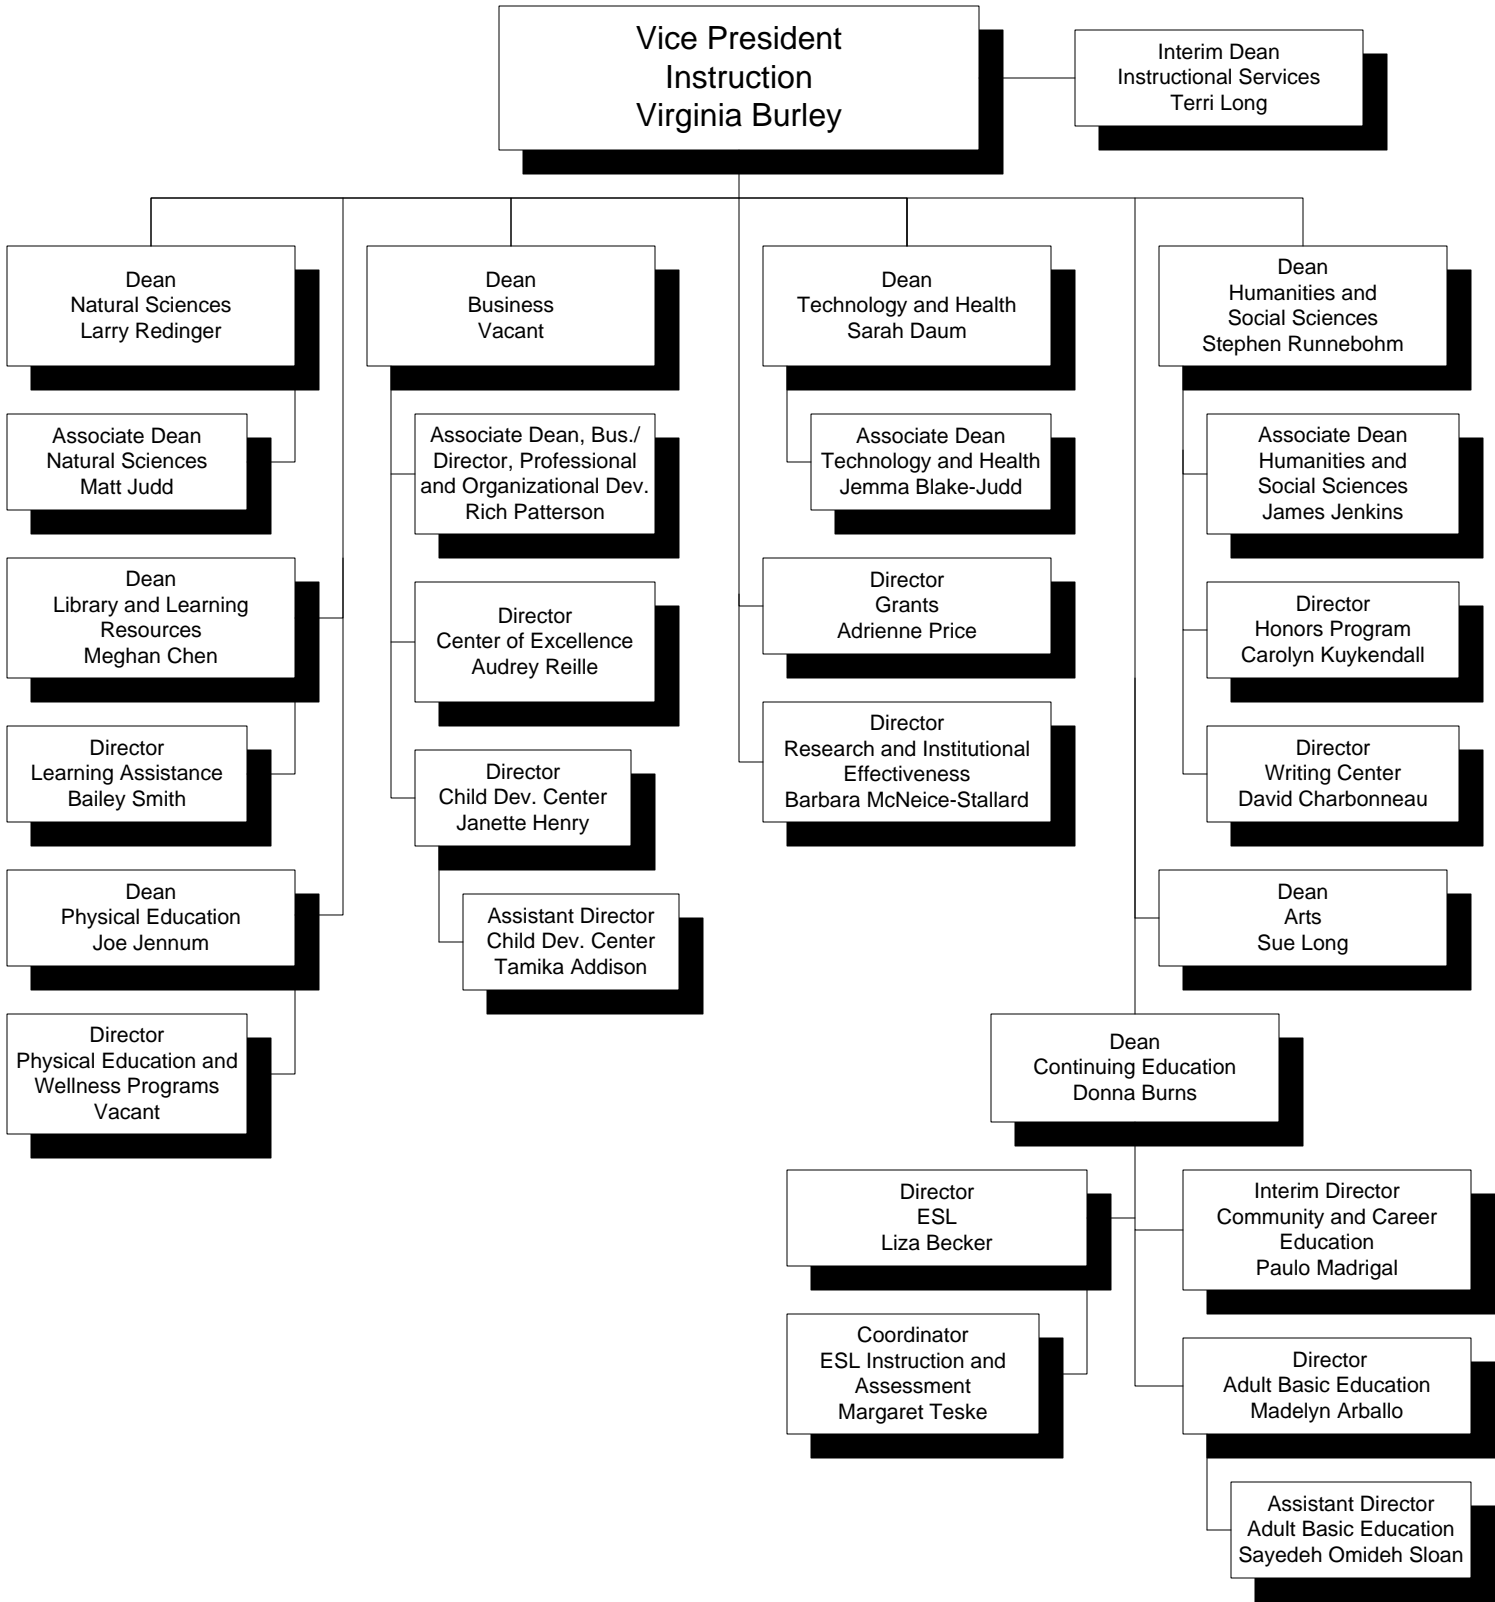 Vice President
Instruction
Virginia Burley
Interim Dean
Instructional Services
Terri Long
Dean
Natural Sciences
Larry Redinger
Dean
Business
Vacant
Dean
Technology and Health
Sarah Daum
Dean
Humanities and
Social Sciences
Stephen Runnebohm
Associate Dean
Natural Sciences
Matt Judd
Associate Dean, Bus./
Director, Professional
and Organizational Dev.
Rich Patterson
Associate Dean
Technology and Health
Jemma Blake-Judd
Associate Dean
Humanities and
Social Sciences
James Jenkins
Dean
Library and Learning
Resources
Meghan Chen
Director
Center of Excellence
Audrey Reille
Director
Grants
Adrienne Price
Director
Honors Program
Carolyn Kuykendall
Director
Learning Assistance
Bailey Smith
Director
Child Dev. Center
Janette Henry
Director
Research and Institutional
Effectiveness
Barbara McNeice-Stallard
Director
Writing Center
David Charbonneau
Dean
Physical Education
Joe Jennum
Assistant Director
Child Dev. Center
Tamika Addison
Dean
Arts
Sue Long
Director
Physical Education and
Wellness Programs
Vacant
Dean
Continuing Education
Donna Burns
Director
ESL
Liza Becker
Interim Director
Community and Career
Education
Paulo Madrigal
Coordinator
ESL Instruction and
Assessment
Margaret Teske
Director
Adult Basic Education
Madelyn Arballo
Assistant Director
Adult Basic Education
Sayedeh Omideh Sloan